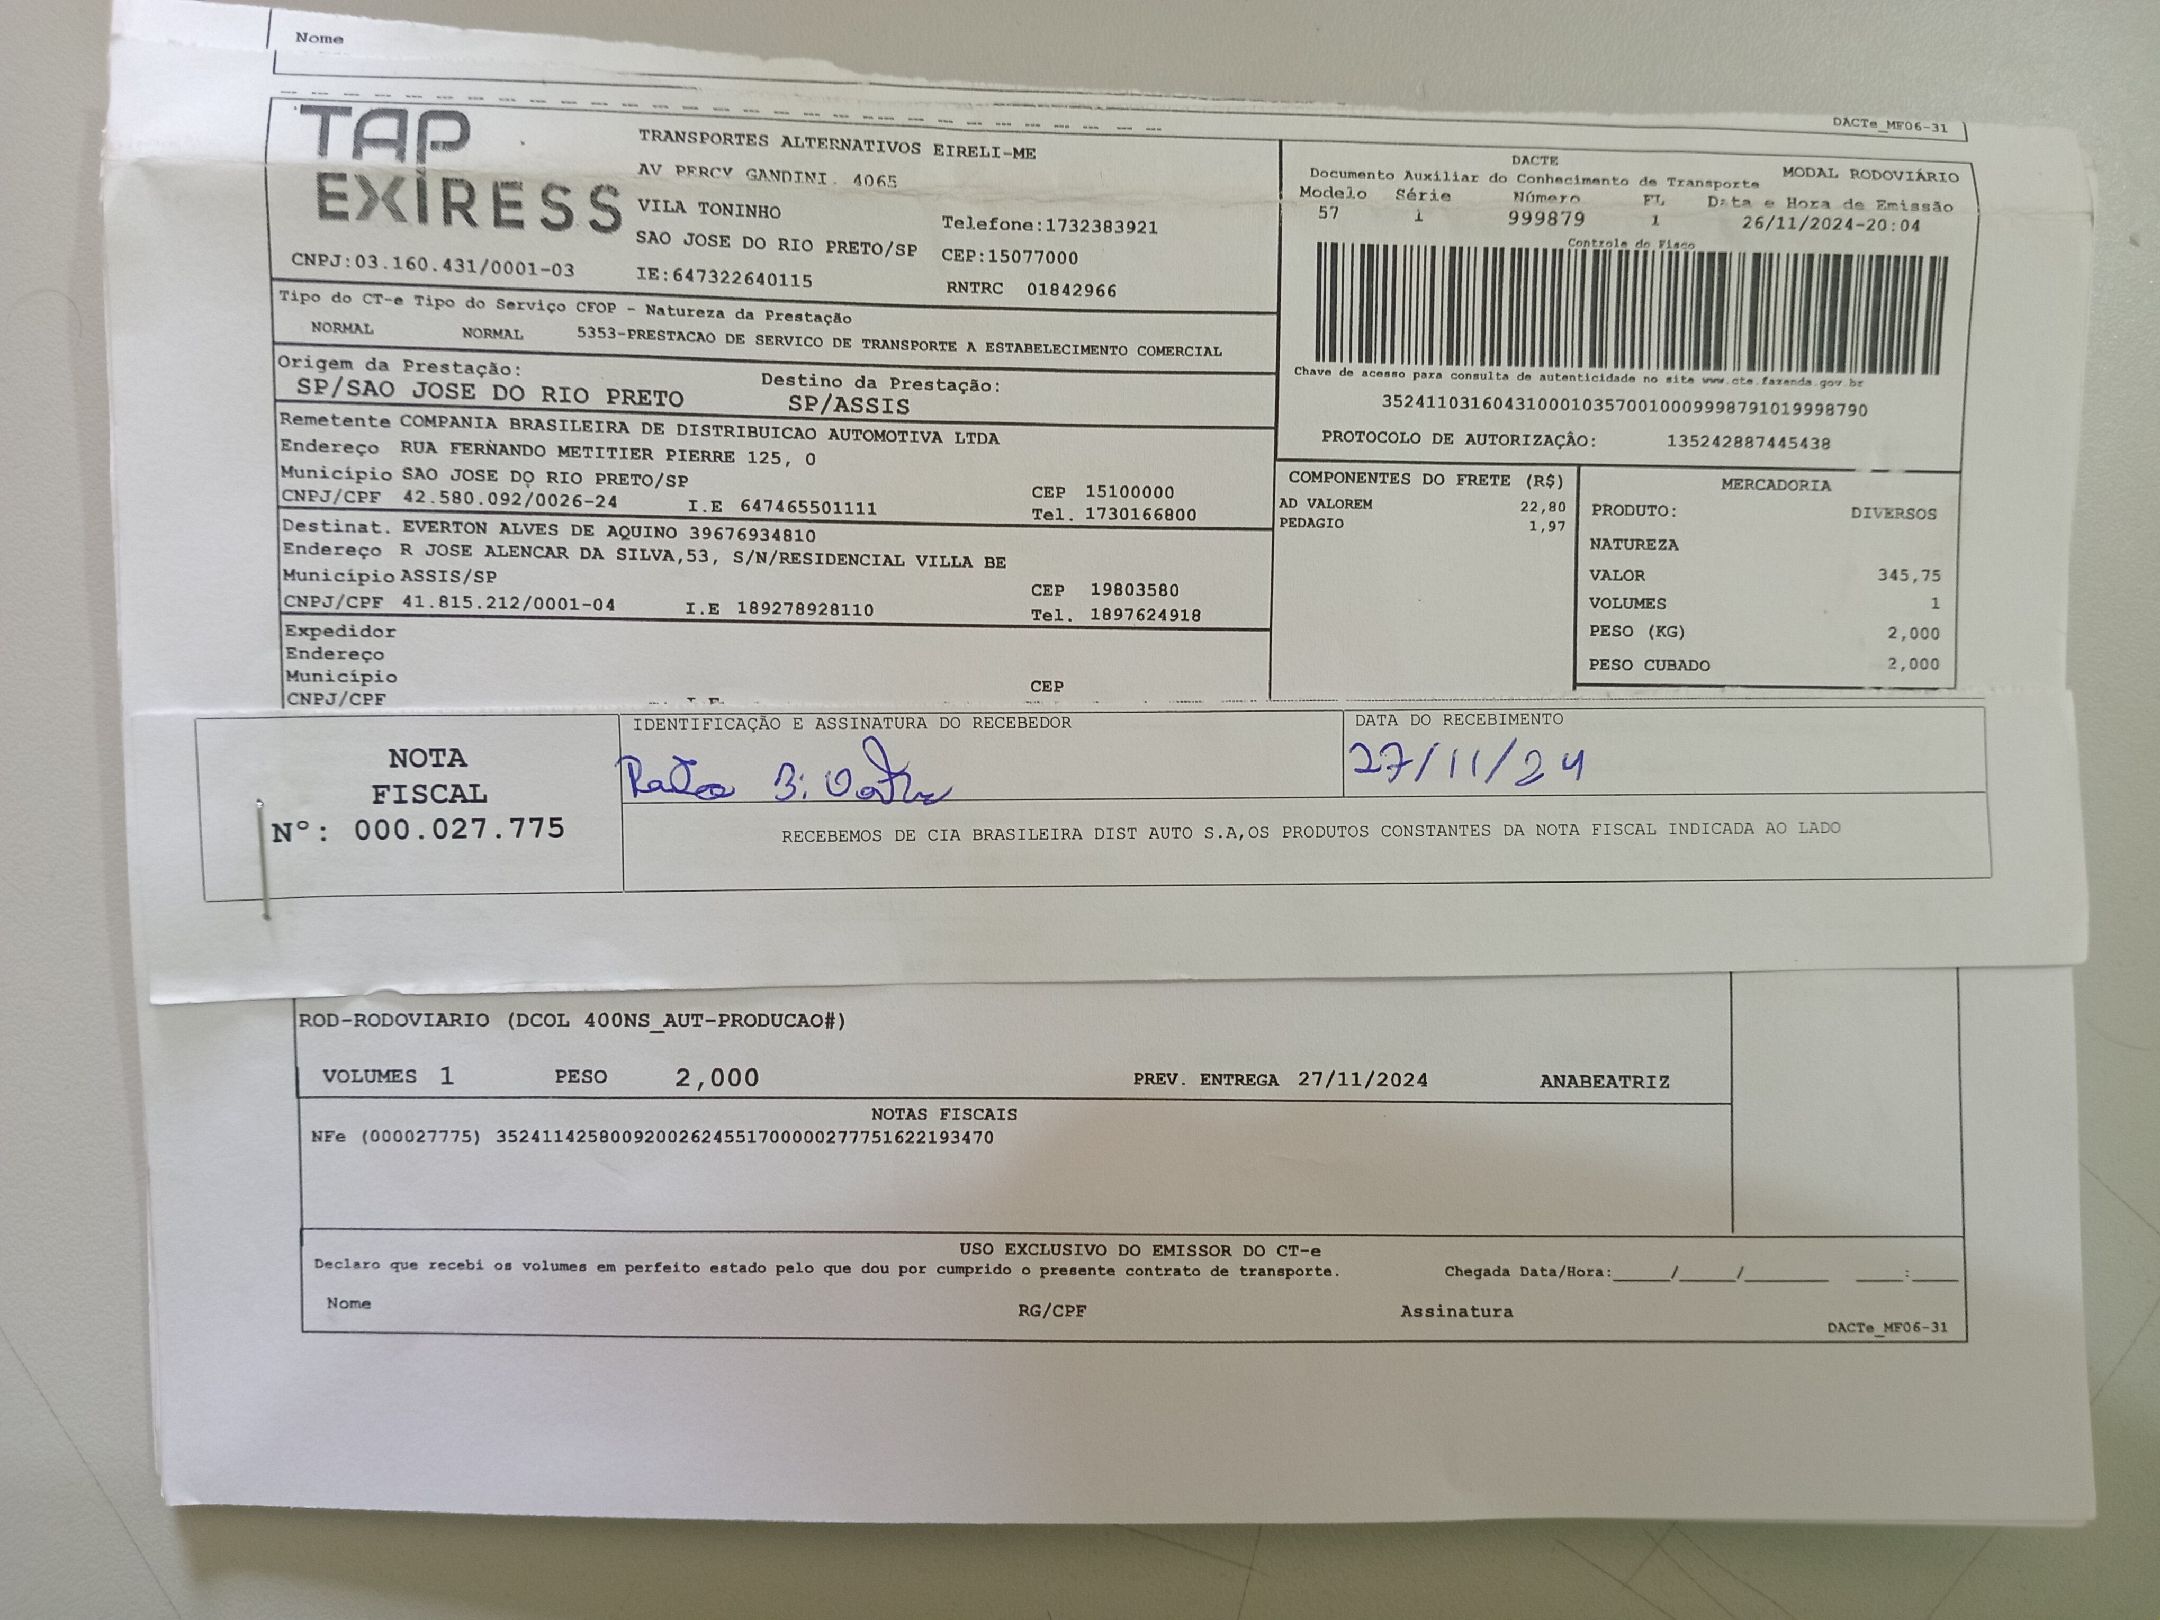 Nome
DACTe_MF06-31
TAP
EXPRESS
TRANSPORTES ALTERNATIVOS EIRELI-ME
AV PERCY GANDINI. 4065
VILA TONINHO
SAO JOSE DO RIO PRETO/SP
Telefone:1732383921
CEP:15077000
CNPJ:03.160.431/0001-03
IE:647322640115
RNTRC 01842966
DACTE
MODAL RODOVIÁRIO
Documento Auxiliar do Conhecimento de Transporte
Modelo Série Número FL Data e Hora de Emissão
57 1 999879 1 26/11/2024-20:04
Controle do Fisco
Chave de acesso para consulta de autenticidade no site www.cte.fazenda.gov.br
35241103160431000103570010009998791019998790
PROTOCOLO DE AUTORIZAÇÃO: 135242887445438
Tipo do CT-e Tipo do Serviço CFOP - Natureza da Prestação
NORMAL NORMAL 5353-PRESTACAO DE SERVICO DE TRANSPORTE A ESTABELECIMENTO COMERCIAL
Origem da Prestação: Destino da Prestação:
SP/SAO JOSE DO RIO PRETO SP/ASSIS
Remetente COMPANIA BRASILEIRA DE DISTRIBUICAO AUTOMOTIVA LTDA
Endereço RUA FERNANDO METITIER PIERRE 125, 0
Município SAO JOSE DO RIO PRETO/SP CEP 15100000
CNPJ/CPF 42.580.092/0026-24 I.E 647465501111 Tel. 1730166800
Destinat. EVERTON ALVES DE AQUINO 39676934810
Endereço R JOSE ALENCAR DA SILVA,53, S/N/RESIDENCIAL VILLA BE
Município ASSIS/SP CEP 19803580
CNPJ/CPF 41.815.212/0001-04 I.E 189278928110 Tel. 1897624918
Expedidor
Endereço
Município CEP
CNPJ/CPF
COMPONENTES DO FRETE (R$)
AD VALOREM 22,80
PEDAGIO 1,97
MERCADORIA
PRODUTO: DIVERSOS
NATUREZA
VALOR 345,75
VOLUMES 1
PESO (KG) 2,000
PESO CUBADO 2,000
NOTA
FISCAL
Nº: 000.027.775
IDENTIFICAÇÃO E ASSINATURA DO RECEBEDOR
DATA DO RECEBIMENTO
27/11/24
RECEBEMOS DE CIA BRASILEIRA DIST AUTO S.A,OS PRODUTOS CONSTANTES DA NOTA FISCAL INDICADA AO LADO
ROD-RODOVIARIO (DCOL 400NS_AUT-PRODUCAO#)
VOLUMES 1 PESO 2,000 PREV. ENTREGA 27/11/2024 ANABEATRIZ
NOTAS FISCAIS
NFe (000027775) 35241142580092002624551700000277751622193470
USO EXCLUSIVO DO EMISSOR DO CT-e
Declaro que recebi os volumes em perfeito estado pelo que dou por cumprido o presente contrato de transporte. Chegada Data/Hora:_____/_____/________ ____:____
Nome RG/CPF Assinatura
DACTe_MF06-31